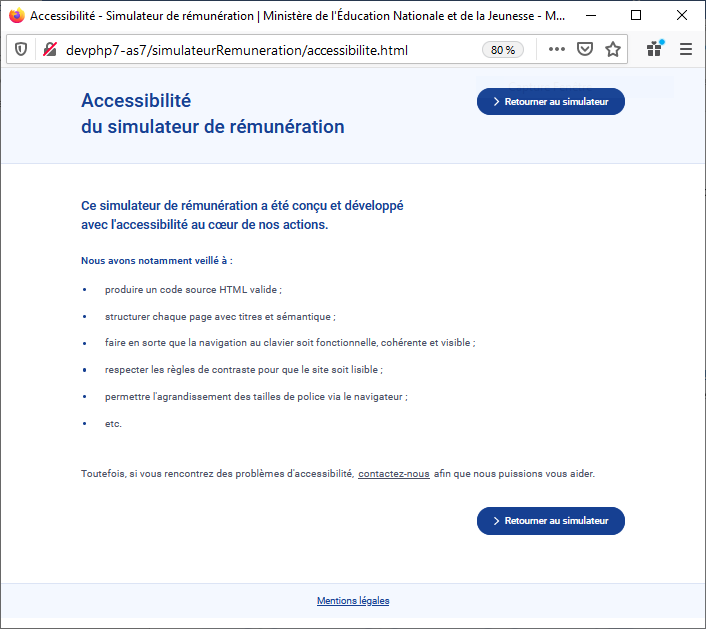 Accessibilité - Simulateur de rémunération | Ministère de l'Éducation Nationale et de la Jeunesse - M...
devphp7-as7/simulateurRemuneration/accessibilite.html
80 %
Accessibilité
du simulateur de rémunération
Retourner au simulateur
Ce simulateur de rémunération a été conçu et développé
avec l'accessibilité au cœur de nos actions.
Nous avons notamment veillé à :
• produire un code source HTML valide ;
• structurer chaque page avec titres et sémantique ;
• faire en sorte que la navigation au clavier soit fonctionnelle, cohérente et visible ;
• respecter les règles de contraste pour que le site soit lisible ;
• permettre l'agrandissement des tailles de police via le navigateur ;
• etc.
Toutefois, si vous rencontrez des problèmes d'accessibilité, contactez-nous afin que nous puissions vous aider.
Retourner au simulateur
Mentions légales